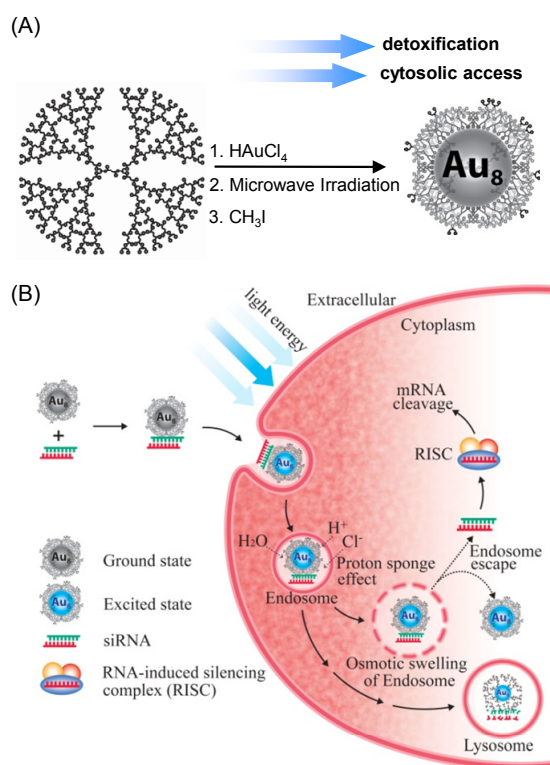 (A)
detoxification
cytosolic access
1. HAuCl₄
2. Microwave Irradiation
3. CH₃I
Au₈
(B)
light energy
Extracellular
Cytoplasm
mRNA
cleavage
RISC
Au₈
+
Au₈
Au₈
H₂O
H⁺
Cl⁻
Au₈
Proton sponge
effect
Endosome
Endosome
escape
Au₈
Au₈
Osmotic swelling
of Endosome
Au₈
Lysosome
Au₈
Ground state
Au₈
Excited state
siRNA
RNA-induced silencing
complex (RISC)